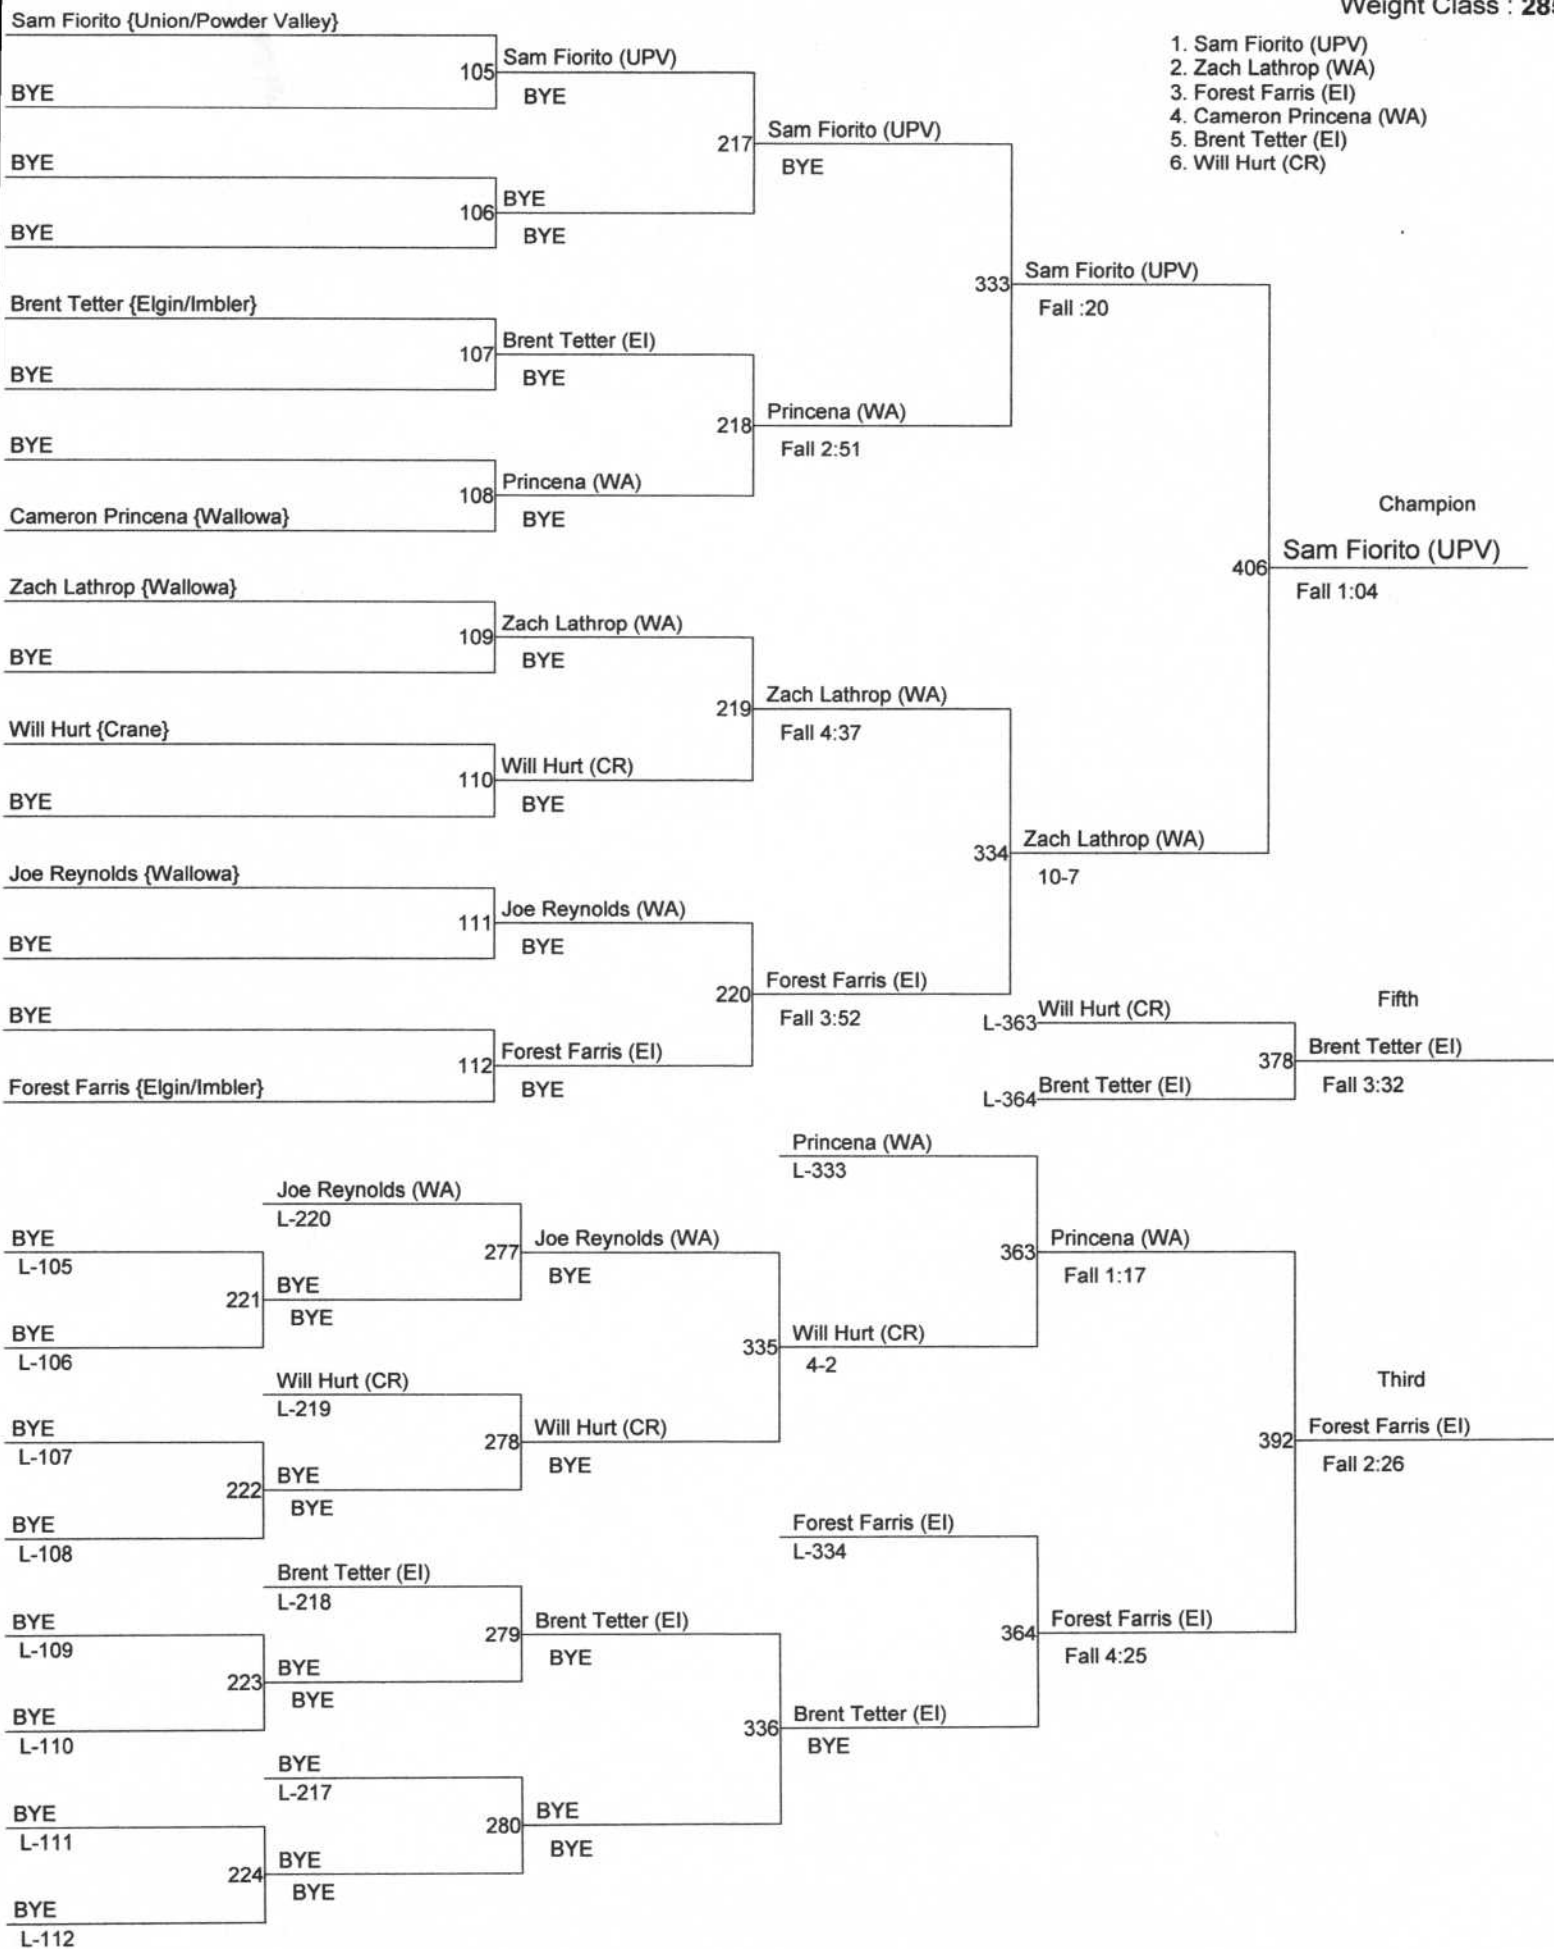 Weight Class : 285
1. Sam Fiorito (UPV)
2. Zach Lathrop (WA)
3. Forest Farris (EI)
4. Cameron Princena (WA)
5. Brent Tetter (EI)
6. Will Hurt (CR)
Sam Fiorito {Union/Powder Valley}
BYE
BYE
BYE
Brent Tetter {Elgin/Imbler}
BYE
BYE
Cameron Princena {Wallowa}
Zach Lathrop {Wallowa}
BYE
Will Hurt {Crane}
BYE
Joe Reynolds {Wallowa}
BYE
BYE
Forest Farris {Elgin/Imbler}
105 Sam Fiorito (UPV)
BYE
106 BYE
BYE
107 Brent Tetter (EI)
BYE
108 Princena (WA)
BYE
109 Zach Lathrop (WA)
BYE
110 Will Hurt (CR)
BYE
111 Joe Reynolds (WA)
BYE
112 Forest Farris (EI)
BYE
217 Sam Fiorito (UPV)
BYE
218 Princena (WA)
Fall 2:51
219 Zach Lathrop (WA)
Fall 4:37
220 Forest Farris (EI)
Fall 3:52
333 Sam Fiorito (UPV)
Fall :20
334 Zach Lathrop (WA)
10-7
Champion
406 Sam Fiorito (UPV)
Fall 1:04
Fifth
L-363 Will Hurt (CR)
L-364 Brent Tetter (EI)
378 Brent Tetter (EI)
Fall 3:32
BYE
L-105
BYE
L-106
BYE
L-107
BYE
L-108
BYE
L-109
BYE
L-110
BYE
L-111
BYE
L-112
Joe Reynolds (WA)
L-220
221 BYE
BYE
Will Hurt (CR)
L-219
222 BYE
BYE
Brent Tetter (EI)
L-218
223 BYE
BYE
BYE
L-217
224 BYE
BYE
277 Joe Reynolds (WA)
BYE
278 Will Hurt (CR)
BYE
279 Brent Tetter (EI)
BYE
280 BYE
BYE
Princena (WA)
L-333
335 Will Hurt (CR)
4-2
Forest Farris (EI)
L-334
336 Brent Tetter (EI)
BYE
363 Princena (WA)
Fall 1:17
364 Forest Farris (EI)
Fall 4:25
Third
392 Forest Farris (EI)
Fall 2:26